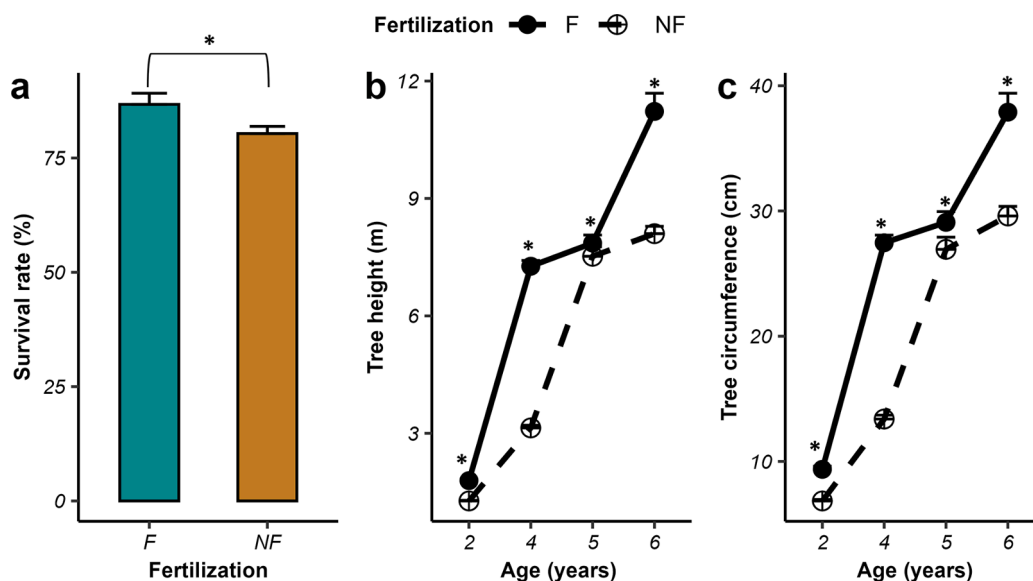 Fertilization F NF
a
*
Survival rate (%)
75
50
25
0
F NF
Fertilization
b
Tree height (m)
12
9
6
3
* * * *
2 4 5 6
Age (years)
c
Tree circumference (cm)
40
30
20
10
* * * *
2 4 5 6
Age (years)